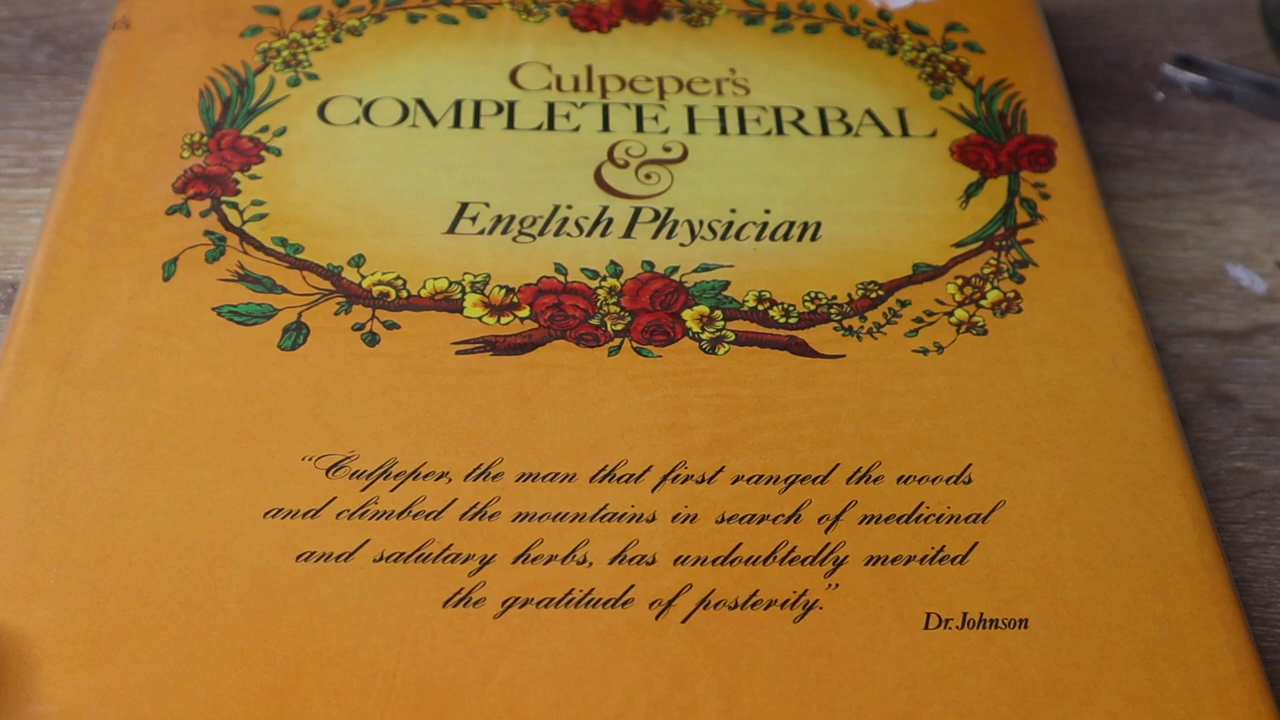 Culpeper's
COMPLETE HERBAL
&
English Physician
“Culpeper, the man that first ranged the woods
and climbed the mountains in search of medicinal
and salutary herbs, has undoubtedly merited
the gratitude of posterity.”
Dr. Johnson